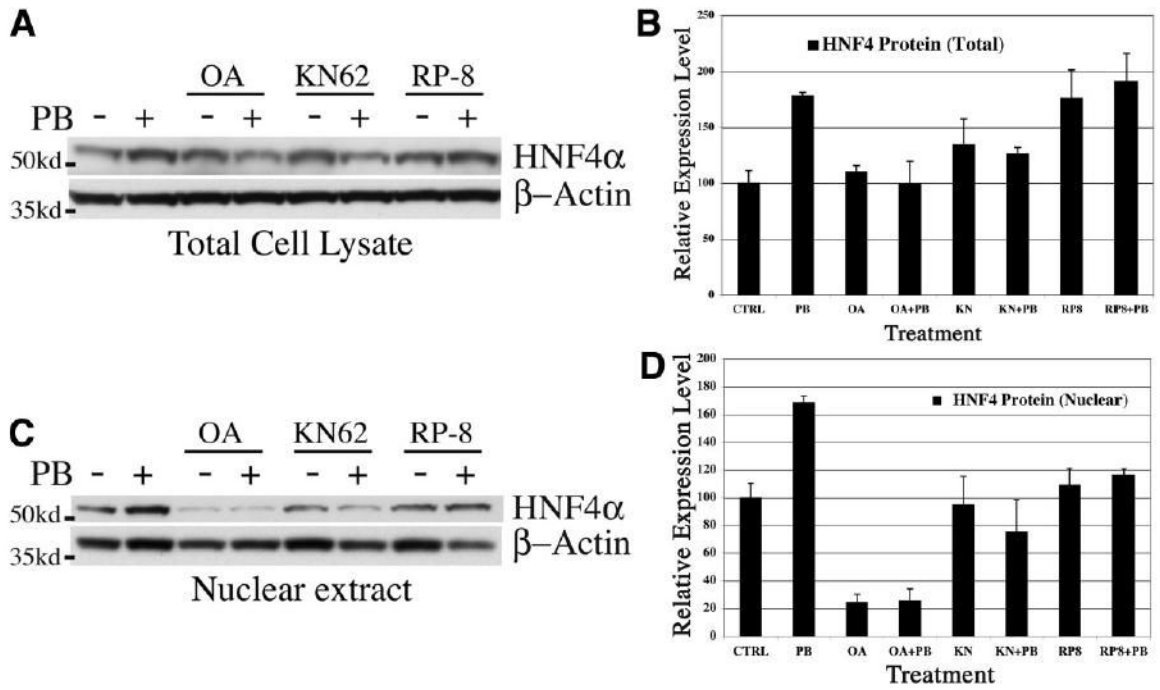 A
OA KN62 RP-8
PB - + - + - + - +
50kd HNF4α
35kd β–Actin
Total Cell Lysate
B
Relative Expression Level
250
200
150
100
50
0
HNF4 Protein (Total)
CTRL PB OA OA+PB KN KN+PB RP8 RP8+PB
Treatment
C
OA KN62 RP-8
PB - + - + - + - +
50kd HNF4α
35kd β–Actin
Nuclear extract
D
Relative Expression Level
200
180
160
140
120
100
80
60
40
20
0
HNF4 Protein (Nuclear)
CTRL PB OA OA+PB KN KN+PB RP8 RP8+PB
Treatment